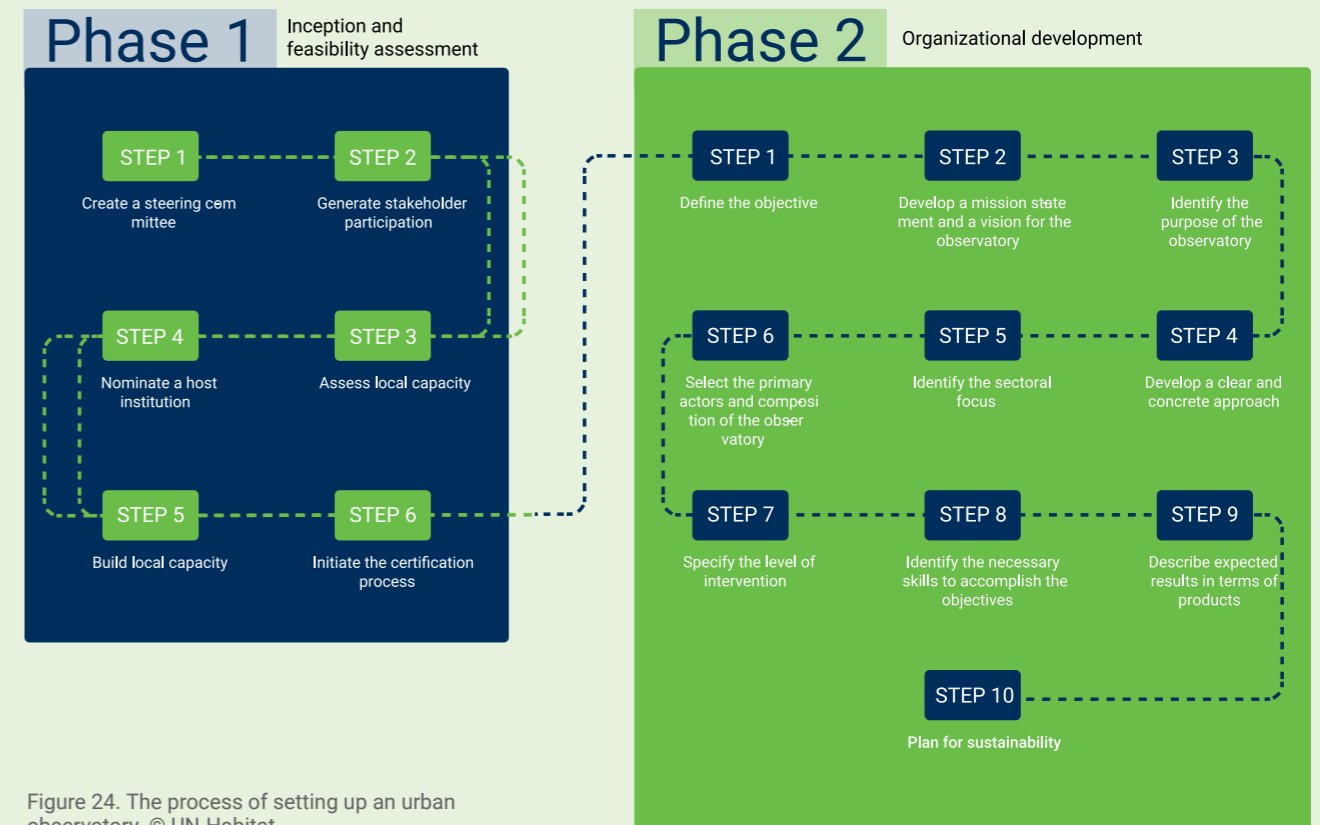 Phase 1
Inception and
feasibility assessment
STEP 1
Create a steering com-
mittee
STEP 2
Generate stakeholder
participation
STEP 3
Assess local capacity
STEP 4
Nominate a host
institution
STEP 5
Build local capacity
STEP 6
Initiate the certification
process
Phase 2
Organizational development
STEP 1
Define the objective
STEP 2
Develop a mission state-
ment and a vision for the
observatory
STEP 3
Identify the
purpose of the
observatory
STEP 4
Develop a clear and
concrete approach
STEP 5
Identify the sectoral
focus
STEP 6
Select the primary
actors and composi-
tion of the obser-
vatory
STEP 7
Specify the level of
intervention
STEP 8
Identify the necessary
skills to accomplish the
objectives
STEP 9
Describe expected
results in terms of
products
STEP 10
Plan for sustainability
Figure 24. The process of setting up an urban
observatory. © UN-Habitat